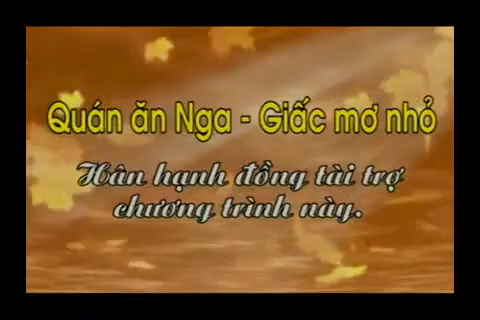 Quán ăn Nga - Giấc mơ nhỏ
Hân hạnh đồng tài trợ
chương trình này.